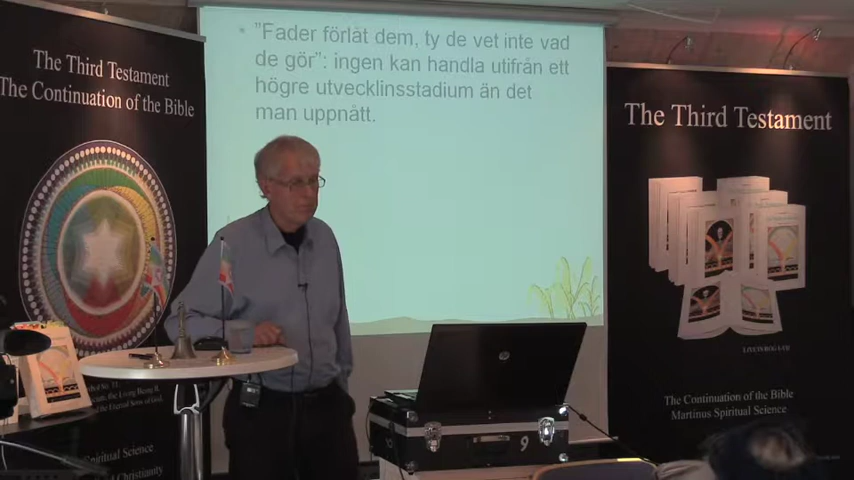 "Fader förlåt dem, ty de vet inte vad
de gör": ingen kan handla utifrån ett
högre utvecklinsstadium än det
man uppnått.
The Third Testament
The Continuation of the Bible
The Third Testament
The Continuation of the Bible
Martinus Spiritual Science
9